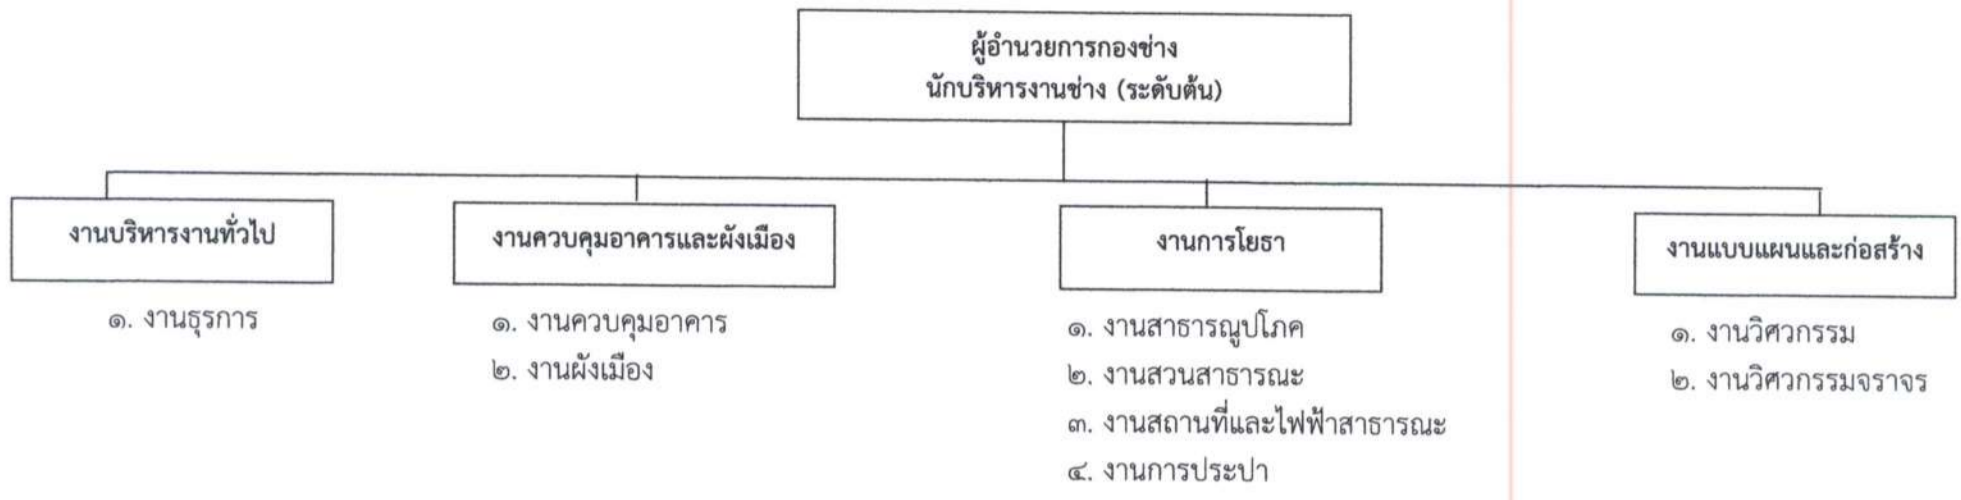 ผู้อำนวยการกองช่าง
นักบริหารงานช่าง (ระดับต้น)
งานบริหารงานทั่วไป
๑. งานธุรการ
งานควบคุมอาคารและผังเมือง
๑. งานควบคุมอาคาร
๒. งานผังเมือง
งานการโยธา
๑. งานสาธารณูปโภค
๒. งานสวนสาธารณะ
๓. งานสถานที่และไฟฟ้าสาธารณะ
๔. งานการประปา
งานแบบแผนและก่อสร้าง
๑. งานวิศวกรรม
๒. งานวิศวกรรมจราจร